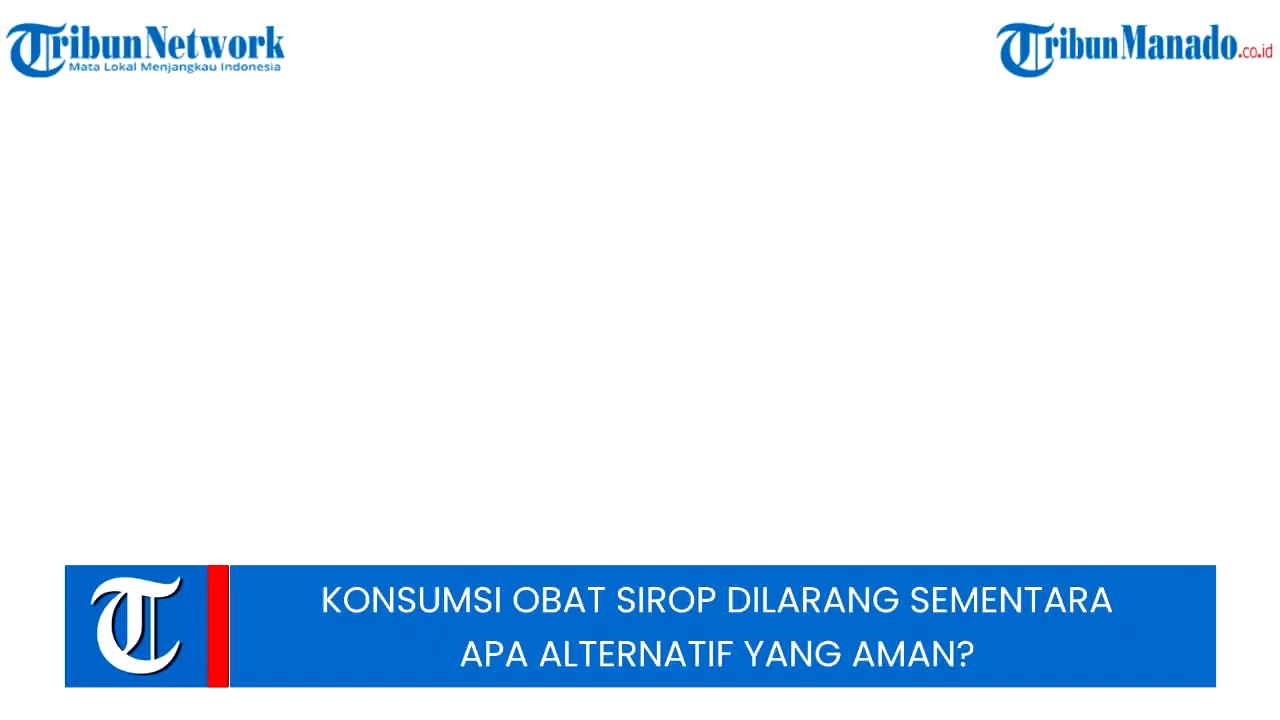 TribunNetwork
Mata Lokal Menjangkau Indonesia
TribunManado.co.id
T
KONSUMSI OBAT SIROP DILARANG SEMENTARA
APA ALTERNATIF YANG AMAN?